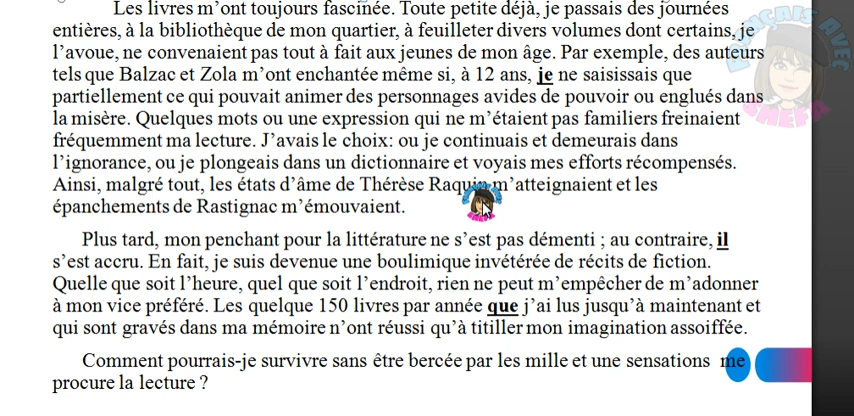 Les livres m’ont toujours fascinée. Toute petite déjà, je passais des journées
entières, à la bibliothèque de mon quartier, à feuilleter divers volumes dont certains, je
l’avoue, ne convenaient pas tout à fait aux jeunes de mon âge. Par exemple, des auteurs
tels que Balzac et Zola m’ont enchantée même si, à 12 ans, je ne saisissais que
partiellement ce qui pouvait animer des personnages avides de pouvoir ou englués dans
la misère. Quelques mots ou une expression qui ne m’étaient pas familiers freinaient
fréquemment ma lecture. J’avais le choix: ou je continuais et demeurais dans
l’ignorance, ou je plongeais dans un dictionnaire et voyais mes efforts récompensés.
Ainsi, malgré tout, les états d’âme de Thérèse Raquin m’atteignaient et les
épanchements de Rastignac m’émouvaient.
Plus tard, mon penchant pour la littérature ne s’est pas démenti ; au contraire, il
s’est accru. En fait, je suis devenue une boulimique invétérée de récits de fiction.
Quelle que soit l’heure, quel que soit l’endroit, rien ne peut m’empêcher de m’adonner
à mon vice préféré. Les quelque 150 livres par année que j’ai lus jusqu’à maintenant et
qui sont gravés dans ma mémoire n’ont réussi qu’à titiller mon imagination assoiffée.
Comment pourrais-je survivre sans être bercée par les mille et une sensations me
procure la lecture ?
FRANÇAIS AVEC